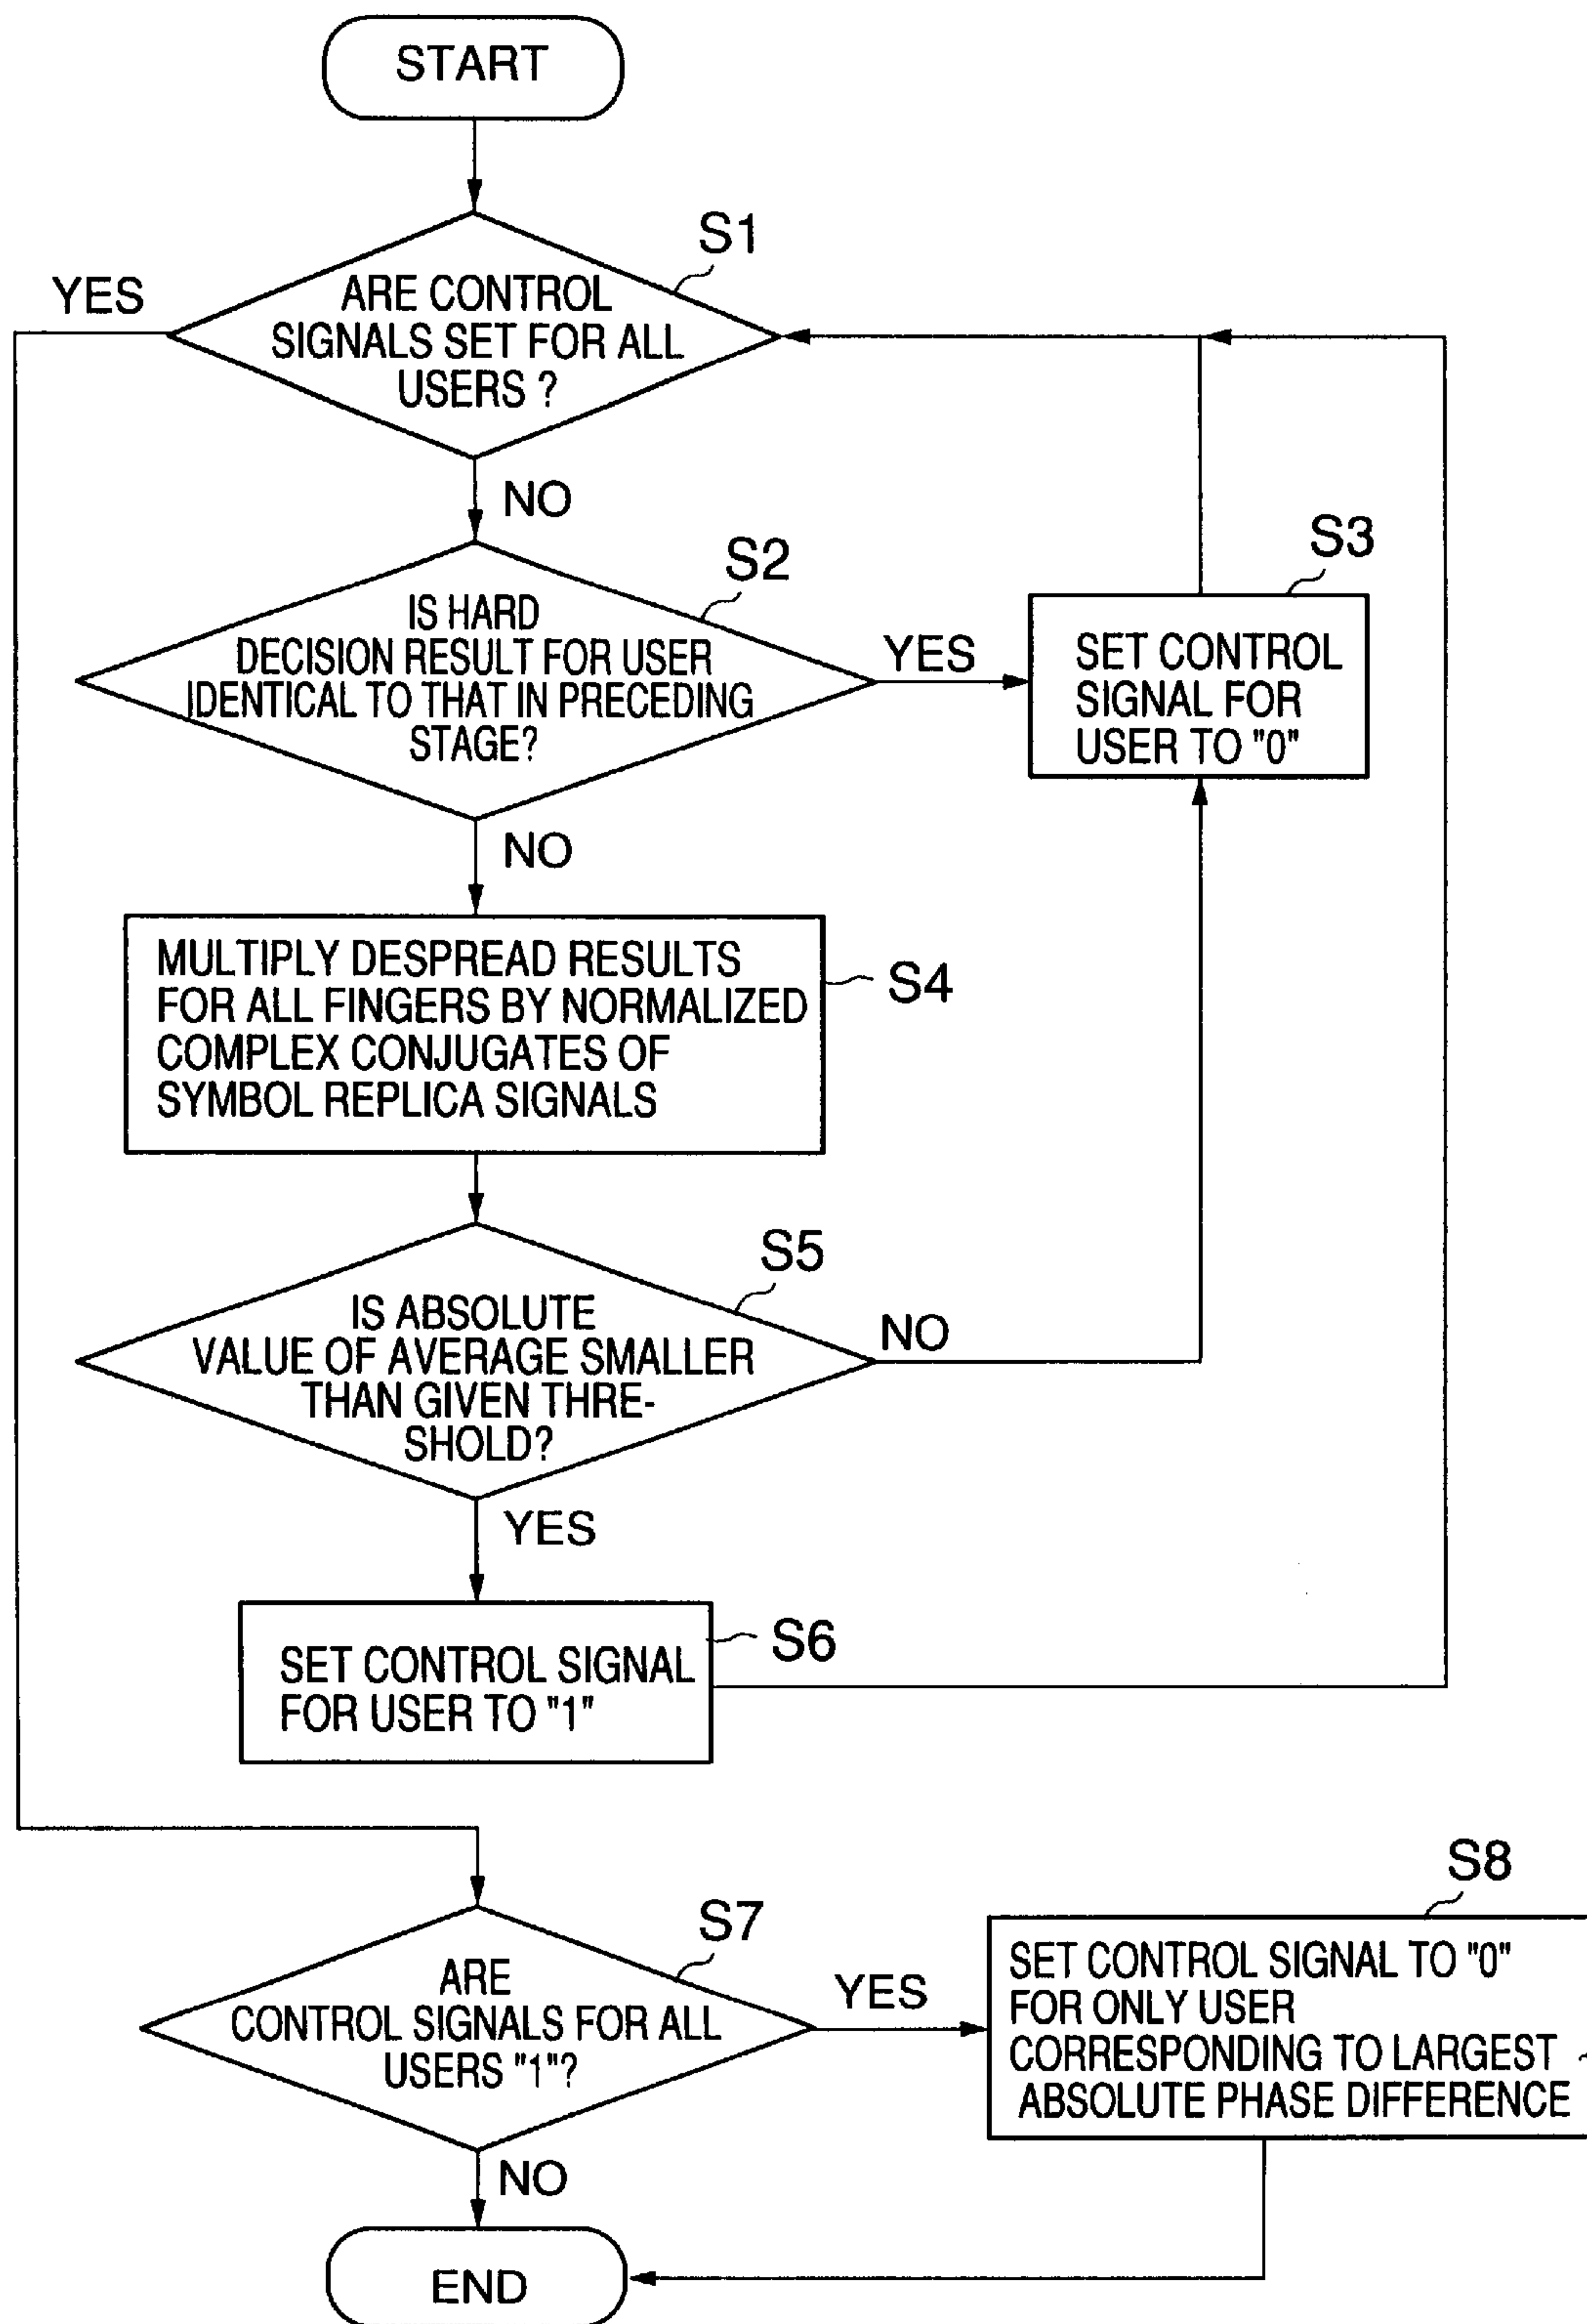 START
S1
YES
ARE CONTROL
SIGNALS SET FOR ALL
USERS ?
NO
S2
IS HARD
DECISION RESULT FOR USER
IDENTICAL TO THAT IN PRECEDING
STAGE?
YES
S3
SET CONTROL
SIGNAL FOR
USER TO "0"
NO
MULTIPLY DESPREAD RESULTS
FOR ALL FINGERS BY NORMALIZED
COMPLEX CONJUGATES OF
SYMBOL REPLICA SIGNALS
S4
S5
IS ABSOLUTE
VALUE OF AVERAGE SMALLER
THAN GIVEN THRE-
SHOLD?
NO
YES
SET CONTROL SIGNAL
FOR USER TO "1"
S6
S7
ARE
CONTROL SIGNALS FOR ALL
USERS "1"?
YES
S8
SET CONTROL SIGNAL TO "0"
FOR ONLY USER
CORRESPONDING TO LARGEST
ABSOLUTE PHASE DIFFERENCE
NO
END